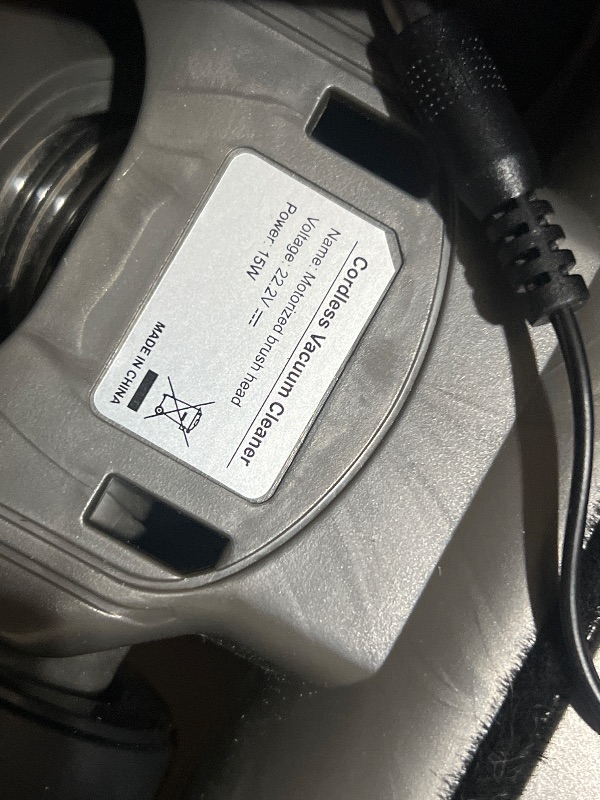 Cordless Vacuum Cleaner
Name: Motorized brush head
Voltage: 22.2V ⎓
Power: 15W
MADE IN CHINA